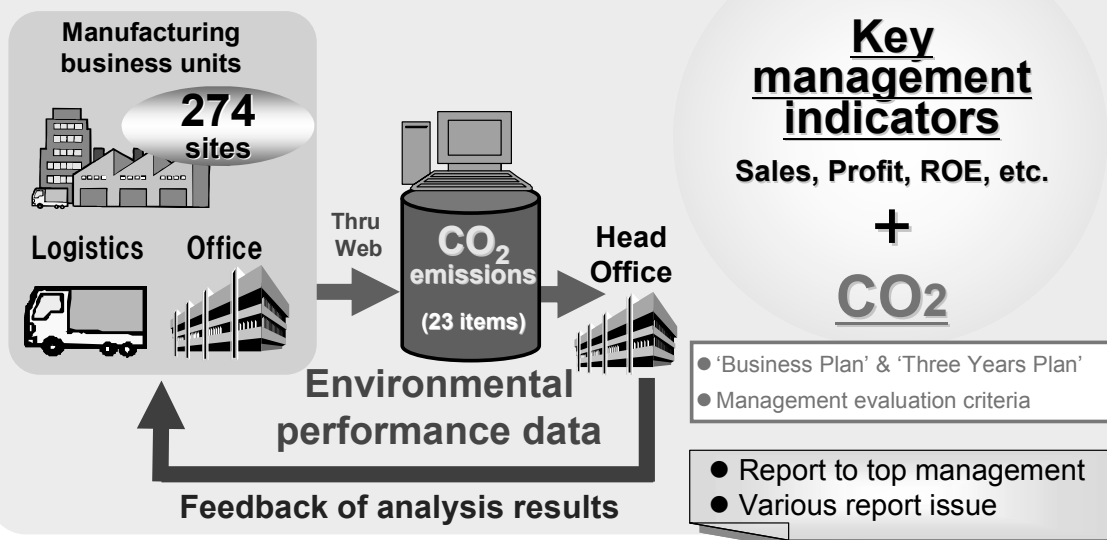 Manufacturing
business units
274
sites
Logistics
Office
Thru
Web
CO2
emissions
(23 items)
Head
Office
Environmental
performance data
Feedback of analysis results
Key
management
indicators
Sales, Profit, ROE, etc.
+
CO2
● 'Business Plan' & 'Three Years Plan'
● Management evaluation criteria
● Report to top management
● Various report issue